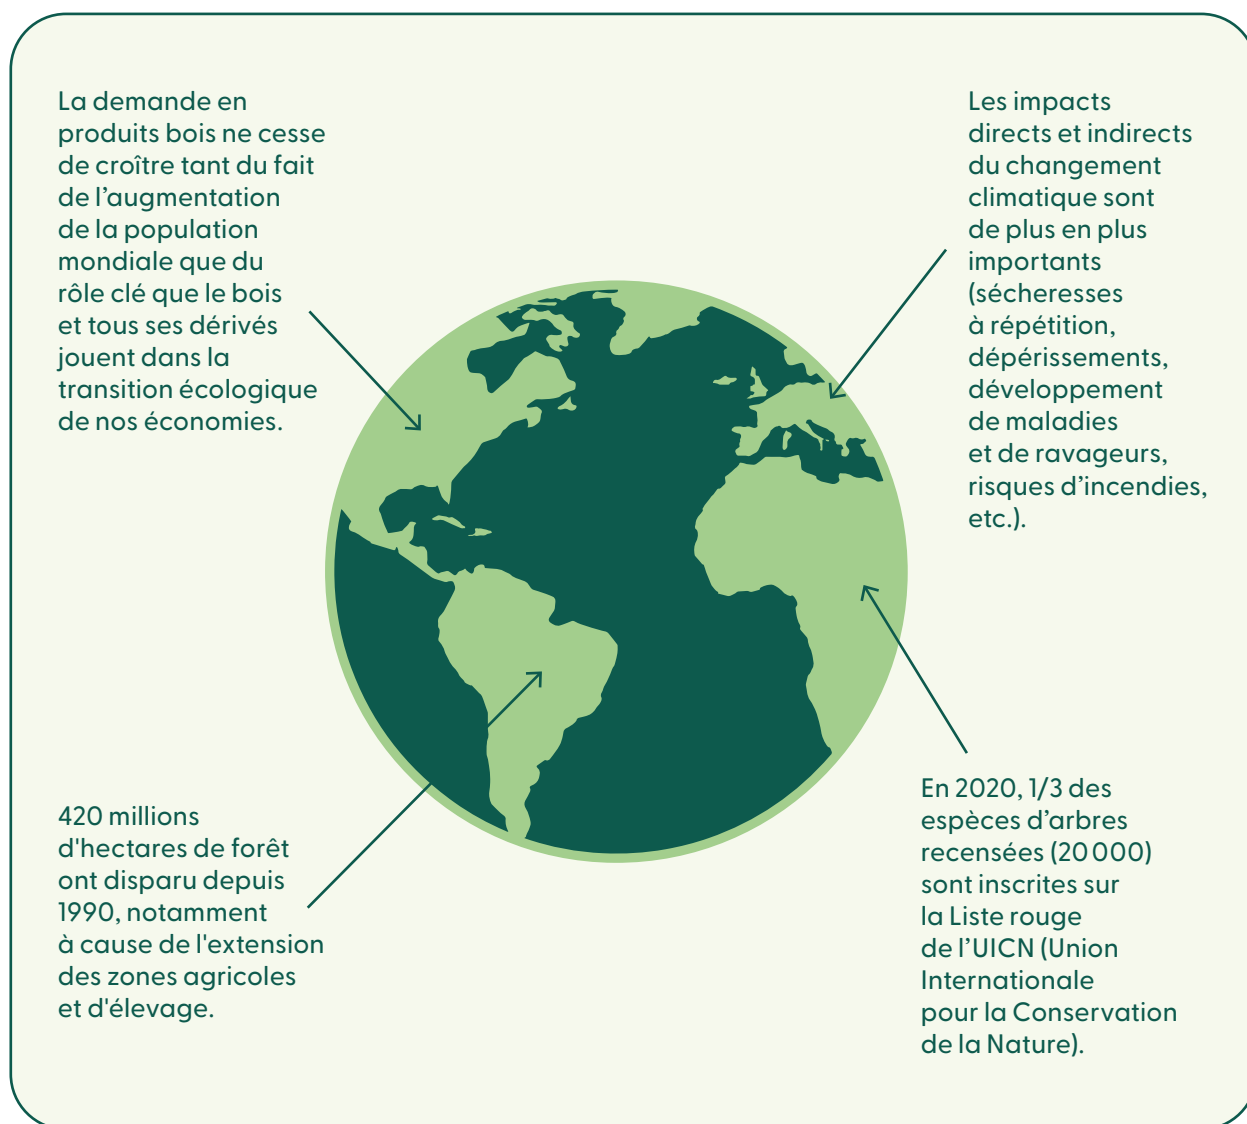 La demande en
produits bois ne cesse
de croître tant du fait
de l’augmentation
de la population
mondiale que du
rôle clé que le bois
et tous ses dérivés
jouent dans la
transition écologique
de nos économies.
Les impacts
directs et indirects
du changement
climatique sont
de plus en plus
importants
(sécheresses
à répétition,
dépérissements,
développement
de maladies
et de ravageurs,
risques d’incendies,
etc.).
420 millions
d'hectares de forêt
ont disparu depuis
1990, notamment
à cause de l'extension
des zones agricoles
et d'élevage.
En 2020, 1/3 des
espèces d’arbres
recensées (20 000)
sont inscrites sur
la Liste rouge
de l’UICN (Union
Internationale
pour la Conservation
de la Nature).